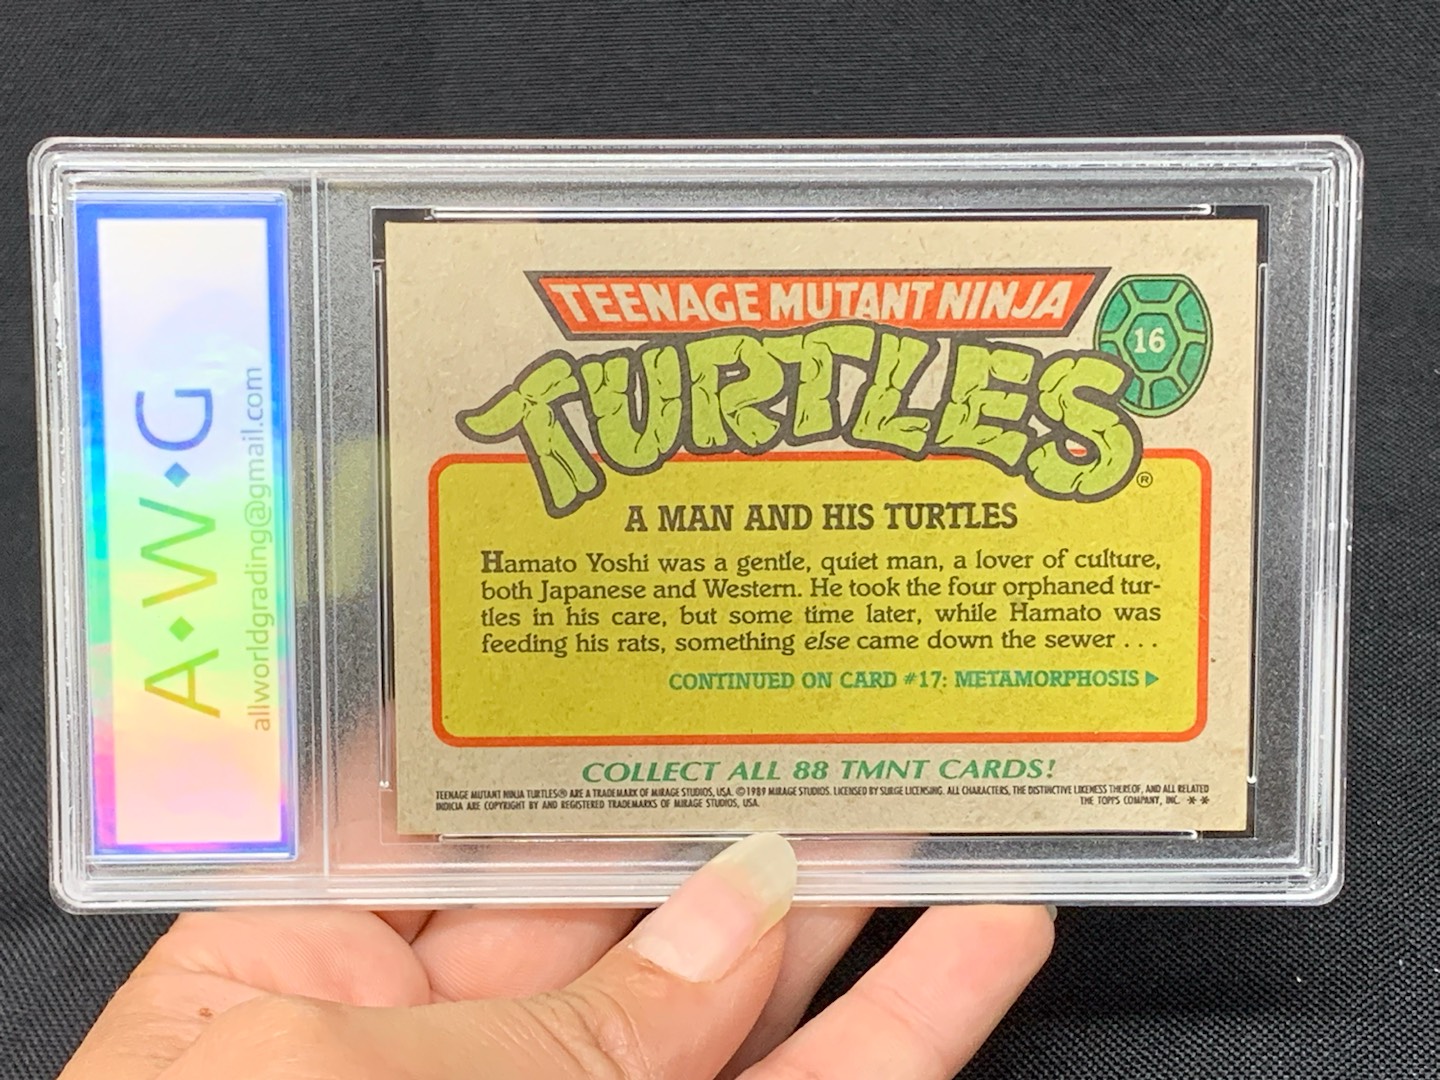 A◆W◆G
allworldgrading@gmail.com
TEENAGE MUTANT NINJA
TURTLES®
16
A MAN AND HIS TURTLES
Hamato Yoshi was a gentle, quiet man, a lover of culture,
both Japanese and Western. He took the four orphaned tur-
tles in his care, but some time later, while Hamato was
feeding his rats, something else came down the sewer . . .
CONTINUED ON CARD #17: METAMORPHOSIS ▶
COLLECT ALL 88 TMNT CARDS!
TEENAGE MUTANT NINJA TURTLES® ARE A TRADEMARK OF MIRAGE STUDIOS, USA. ©1989 MIRAGE STUDIOS. LICENSED BY SURGE LICENSING. ALL CHARACTERS, THE DISTINCTIVE LIKENESS THEREOF, AND ALL RELATED
INDICIA ARE COPYRIGHT BY AND REGISTERED TRADEMARKS OF MIRAGE STUDIOS, USA. THE TOPPS COMPANY, INC. ✻ ✻